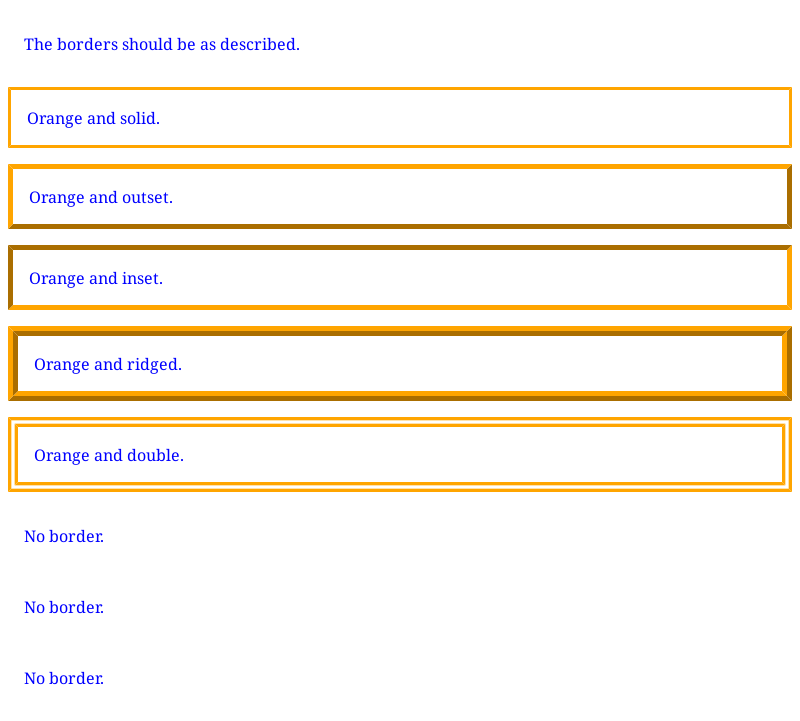 The borders should be as described.
Orange and solid.
Orange and outset.
Orange and inset.
Orange and ridged.
Orange and double.
No border.
No border.
No border.